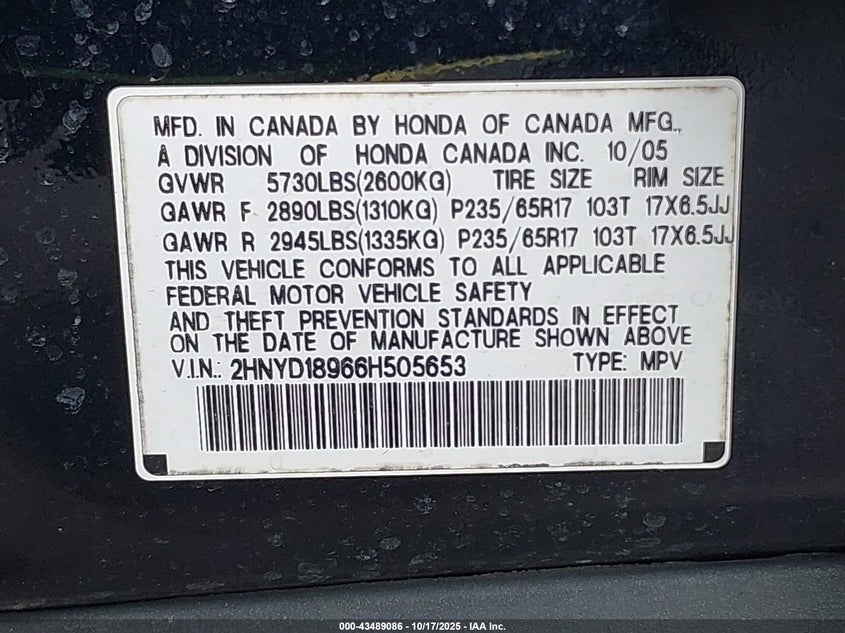 MFD. IN CANADA BY HONDA OF CANADA MFG.,
A DIVISION OF HONDA CANADA INC. 10/05
GVWR 5730LBS(2600KG) TIRE SIZE RIM SIZE
GAWR F 2890LBS(1310KG) P235/65R17 103T 17X6.5JJ
GAWR R 2945LBS(1335KG) P235/65R17 103T 17X6.5JJ
THIS VEHICLE CONFORMS TO ALL APPLICABLE
FEDERAL MOTOR VEHICLE SAFETY
AND THEFT PREVENTION STANDARDS IN EFFECT
ON THE DATE OF MANUFACTURE SHOWN ABOVE
V.I.N.: 2HNYD18966H505653 TYPE: MPV
000-43489086 - 10/17/2025 - IAA Inc.